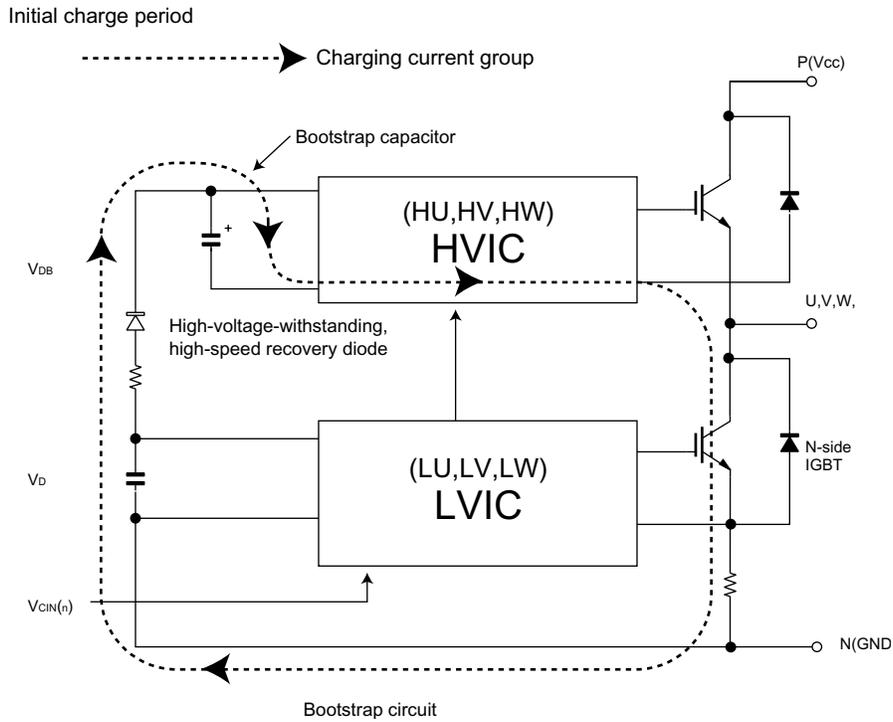 Initial charge period
Charging current group
P(Vcc)
Bootstrap capacitor
+
(HU,HV,HW)
HVIC
VDB
U,V,W,
High-voltage-withstanding,
high-speed recovery diode
N-side
IGBT
(LU,LV,LW)
LVIC
VD
VCIN(n)
N(GND
Bootstrap circuit